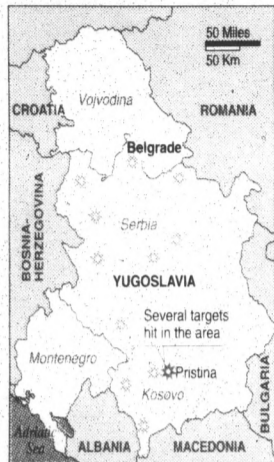 50 Miles
50 Km
Vojvodina
CROATIA
ROMANIA
Belgrade
BOSNIA-
HERZEGOVINA
Serbia
YUGOSLAVIA
Several targets
hit in the area
Montenegro
Pristina
Kosovo
BULGARIA
Adriatic
Sea
ALBANIA
MACEDONIA